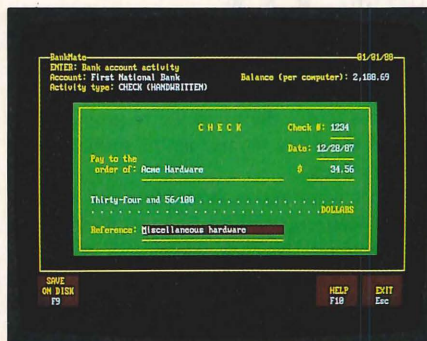 BankMate 01/01/80
ENTER: Bank account activity
Account: First National Bank Balance (per computer): 2,188.69
Activity type: CHECK (HANDWRITTEN)
CHECK Check #: 1234
Date: 12/28/87
Pay to the
order of: Acme Hardware $ 34.56
Thirty-four and 56/100 . . . . . . . . . . . . . . . . . .
. . . . . . . . . . . . . . . . . . . . . . . . . .DOLLARS
Reference: Miscellaneous hardware
SAVE
ON DISK
F9
HELP
F10
EXIT
Esc